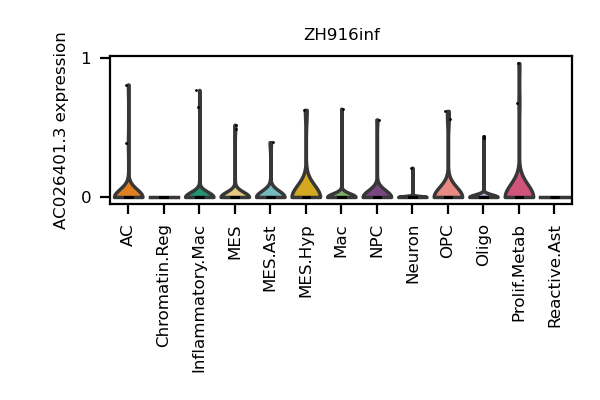 ZH916inf
AC026401.3 expression
1
0
AC
Chromatin.Reg
Inflammatory.Mac
MES
MES.Ast
MES.Hyp
Mac
NPC
Neuron
OPC
Oligo
Prolif.Metab
Reactive.Ast